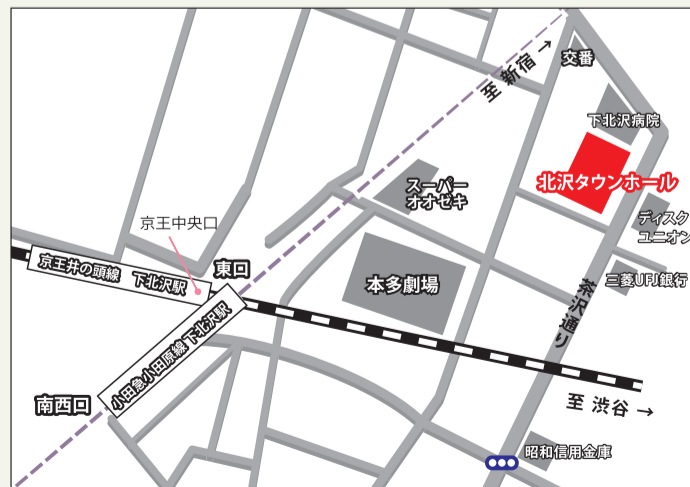 交番
至 新宿 →
下北沢病院
北沢タウンホール
スーパー
オオゼキ
ディスク
ユニオン
京王中央口
東口
京王井の頭線 下北沢駅
本多劇場
三菱UFJ銀行
茶沢通り
小田急小田原線 下北沢駅
南西口
至 渋谷 →
昭和信用金庫